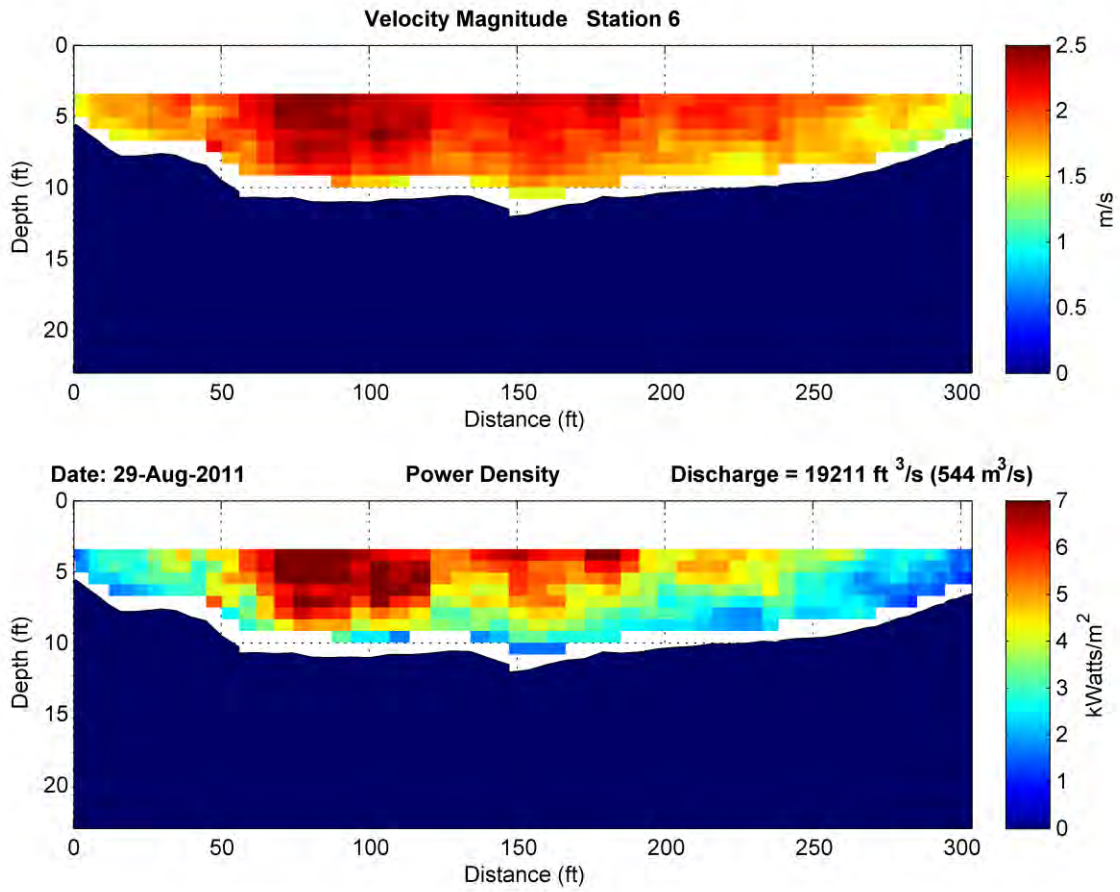 Velocity Magnitude Station 6
0
5
10
15
20
Depth (ft)
0 50 100 150 200 250 300
Distance (ft)
2.5
2
1.5
1
0.5
0
m/s
Date: 29-Aug-2011 Power Density Discharge = 19211 ft ³/s (544 m³/s)
0
5
10
15
20
Depth (ft)
0 50 100 150 200 250 300
Distance (ft)
7
6
5
4
3
2
1
0
kWatts/m²